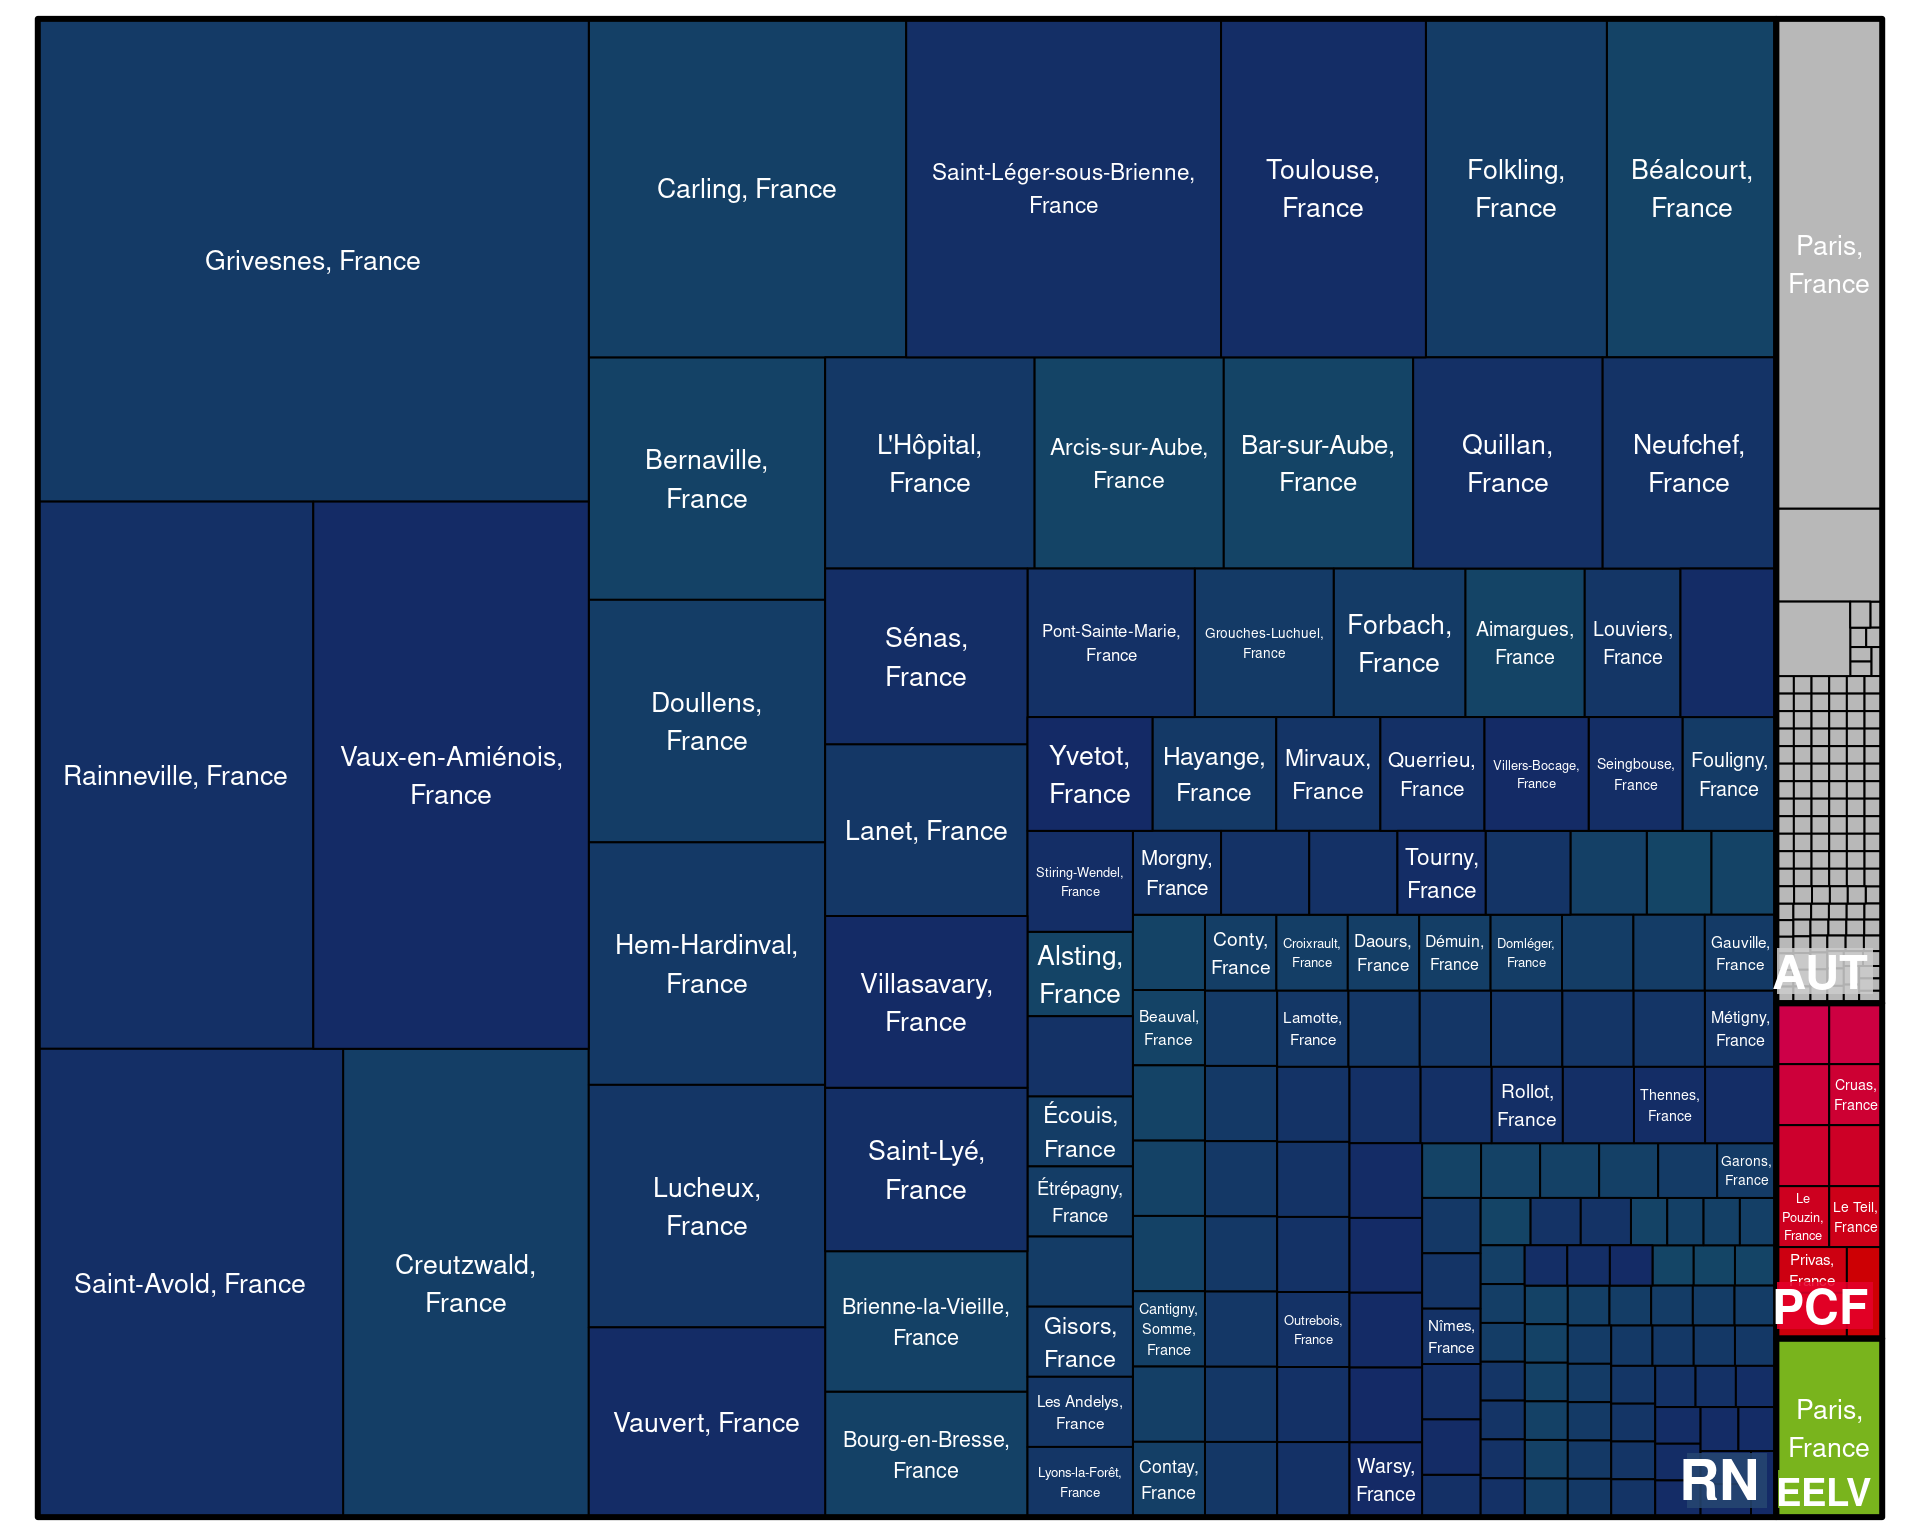 Grivesnes, France
Carling, France
Saint-Léger-sous-Brienne,
France
Toulouse,
France
Folkling,
France
Béalcourt,
France
Paris,
France
Rainneville, France
Vaux-en-Amiénois,
France
Bernaville,
France
L'Hôpital,
France
Arcis-sur-Aube,
France
Bar-sur-Aube,
France
Quillan,
France
Neufchef,
France
Doullens,
France
Sénas,
France
Pont-Sainte-Marie,
France
Grouches-Luchuel,
France
Forbach,
France
Aimargues,
France
Louviers,
France
Yvetot,
France
Hayange,
France
Mirvaux,
France
Querrieu,
France
Villers-Bocage,
France
Seingbouse,
France
Fouligny,
France
Lanet, France
Stiring-Wendel,
France
Morgny,
France
Tourny,
France
Hem-Hardinval,
France
Villasavary,
France
Alsting,
France
Conty,
France
Croixrault,
France
Daours,
France
Démuin,
France
Domléger,
France
Gauville,
France
AUT
Beauval,
France
Lamotte,
France
Métigny,
France
Saint-Avold, France
Creutzwald,
France
Lucheux,
France
Saint-Lyé,
France
Écouis,
France
Rollot,
France
Thennes,
France
Cruas,
France
Étrépagny,
France
Garons,
France
Le
Pouzin,
France
Le Teil,
France
Brienne-la-Vieille,
France
Gisors,
France
Cantigny,
Somme,
France
Outrebois,
France
Nîmes,
France
Privas,
France
PCF
Vauvert, France
Bourg-en-Bresse,
France
Les Andelys,
France
Lyons-la-Forêt,
France
Contay,
France
Warsy,
France
RN
Paris,
France
EELV